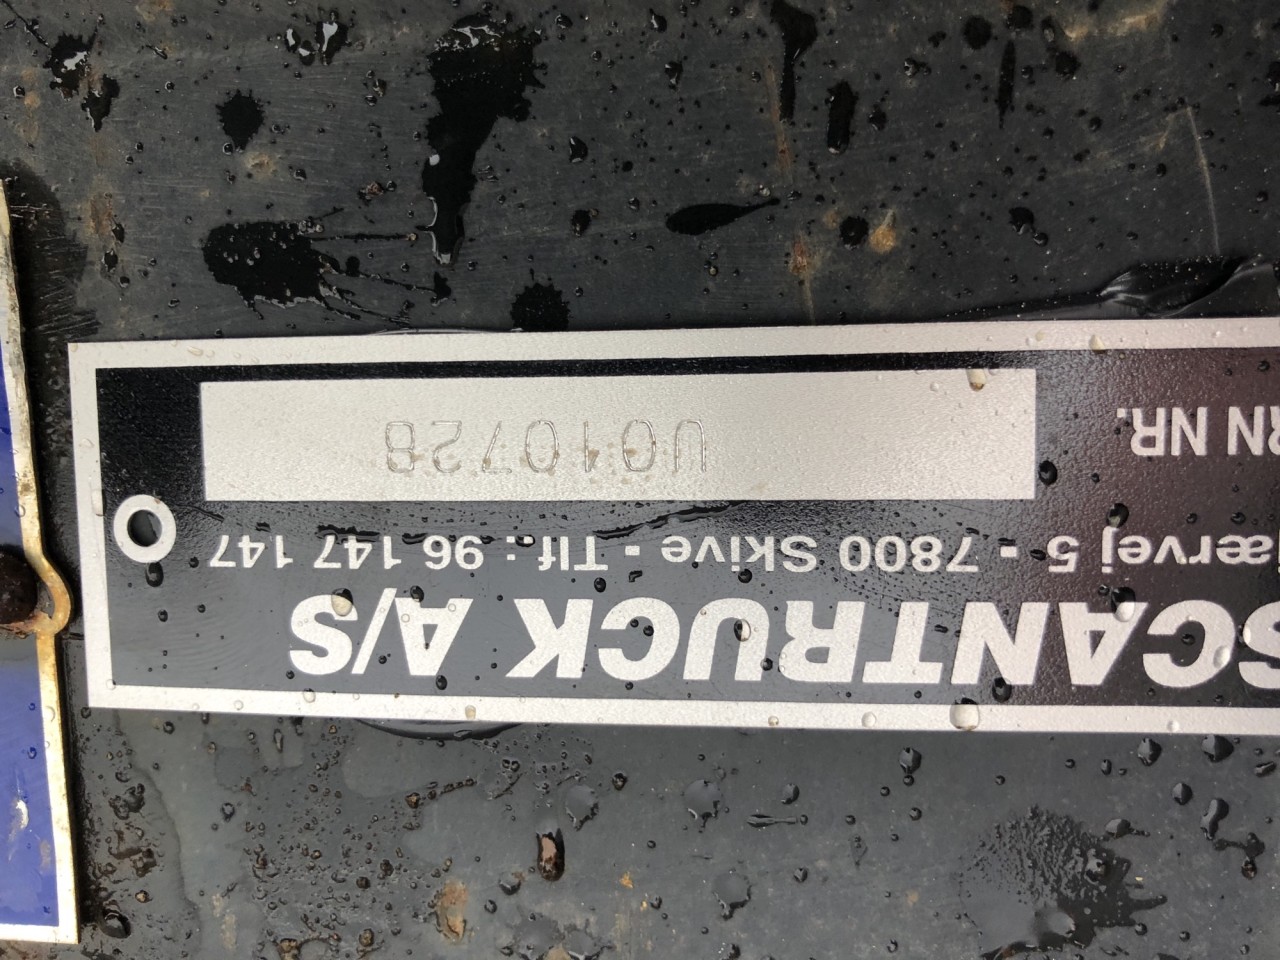 SCANTRUCK A/S
ærvej 5 - 7800 Skive - Tlf.: 96 147 147
RN NR. U010728